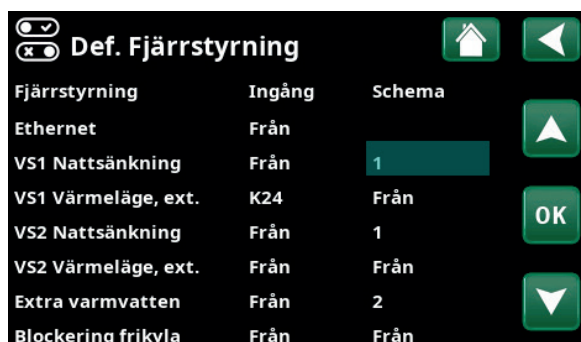 Def. Fjärrstyrning
Fjärrstyrning Ingång Schema
Ethernet Från
VS1 Nattsänkning Från 1
VS1 Värmeläge, ext. K24 Från
OK
VS2 Nattsänkning Från 1
VS2 Värmeläge, ext. Från Från
Extra varmvatten Från 2
Blockering frikyla Från Från